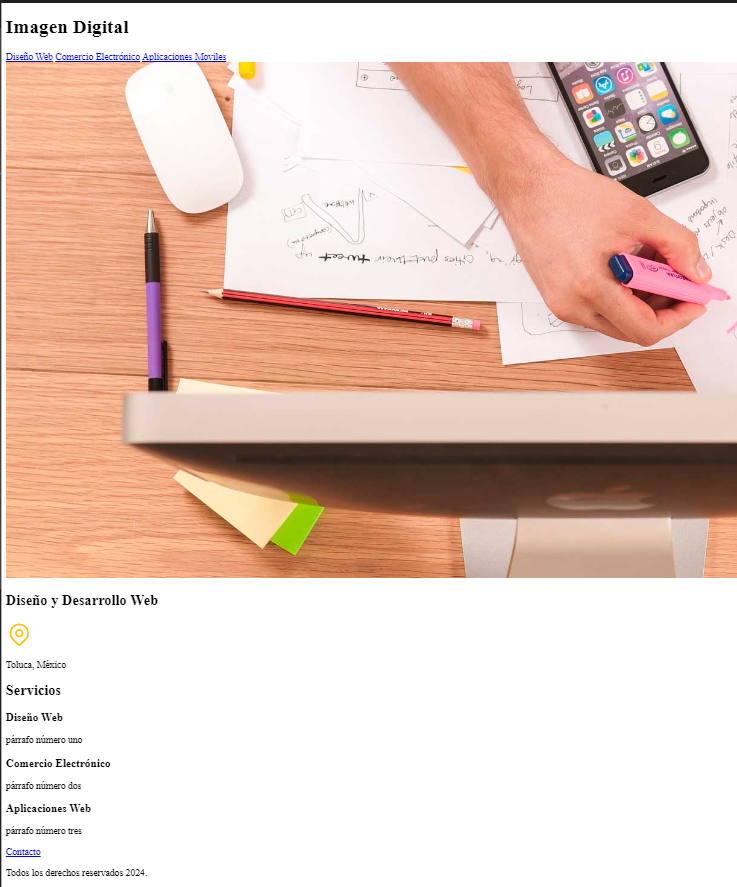 Imagen Digital
Diseño Web Comercio Electrónico Aplicaciones Moviles
Diseño y Desarrollo Web
Toluca, México
Servicios
Diseño Web
párrafo número uno
Comercio Electrónico
párrafo número dos
Aplicaciones Web
párrafo número tres
Contacto
Todos los derechos reservados 2024.